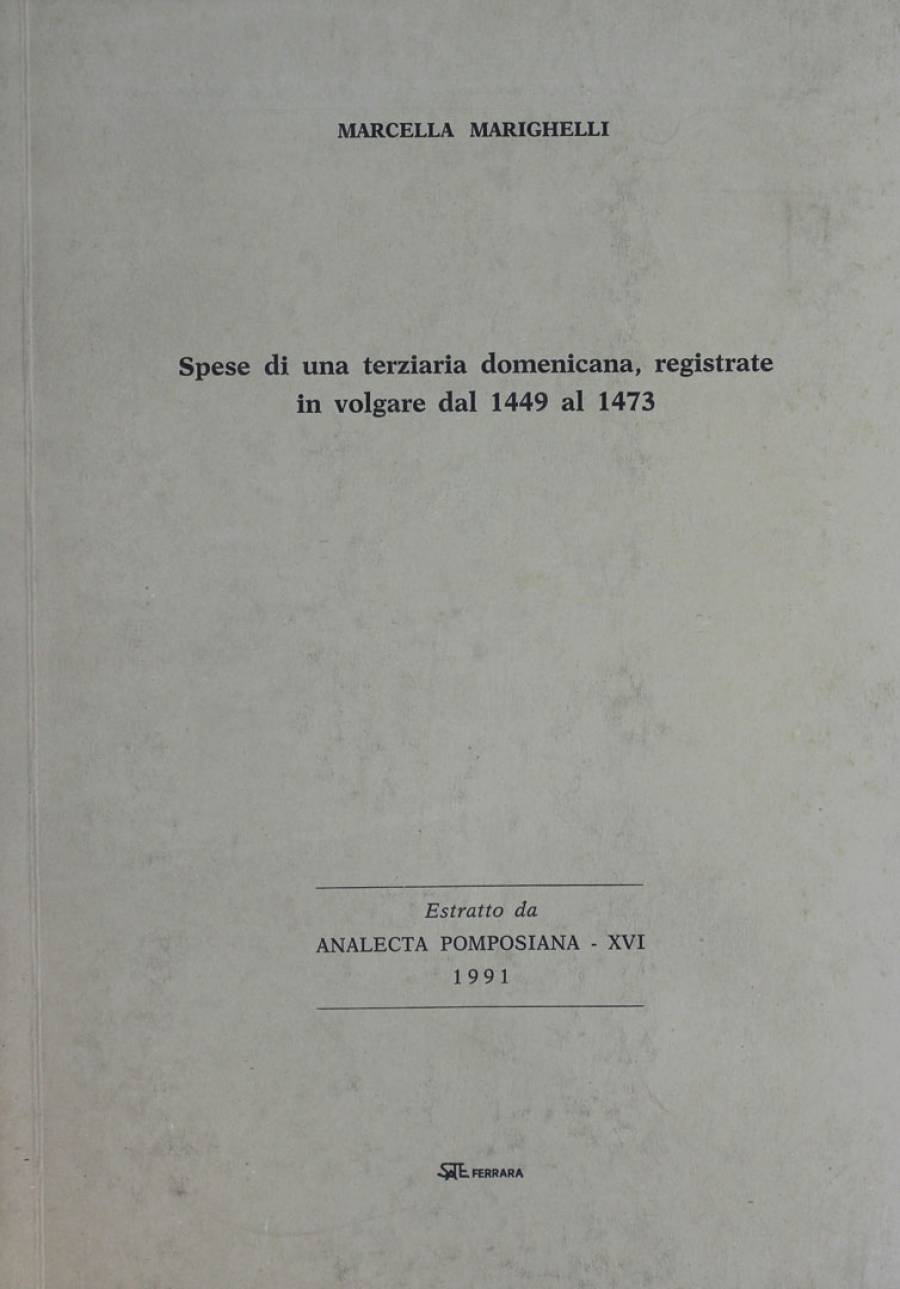 MARCELLA MARIGHELLI
Spese di una terziaria domenicana, registrate
in volgare dal 1449 al 1473
Estratto da
ANALECTA POMPOSIANA - XVI
1991
SATE FERRARA